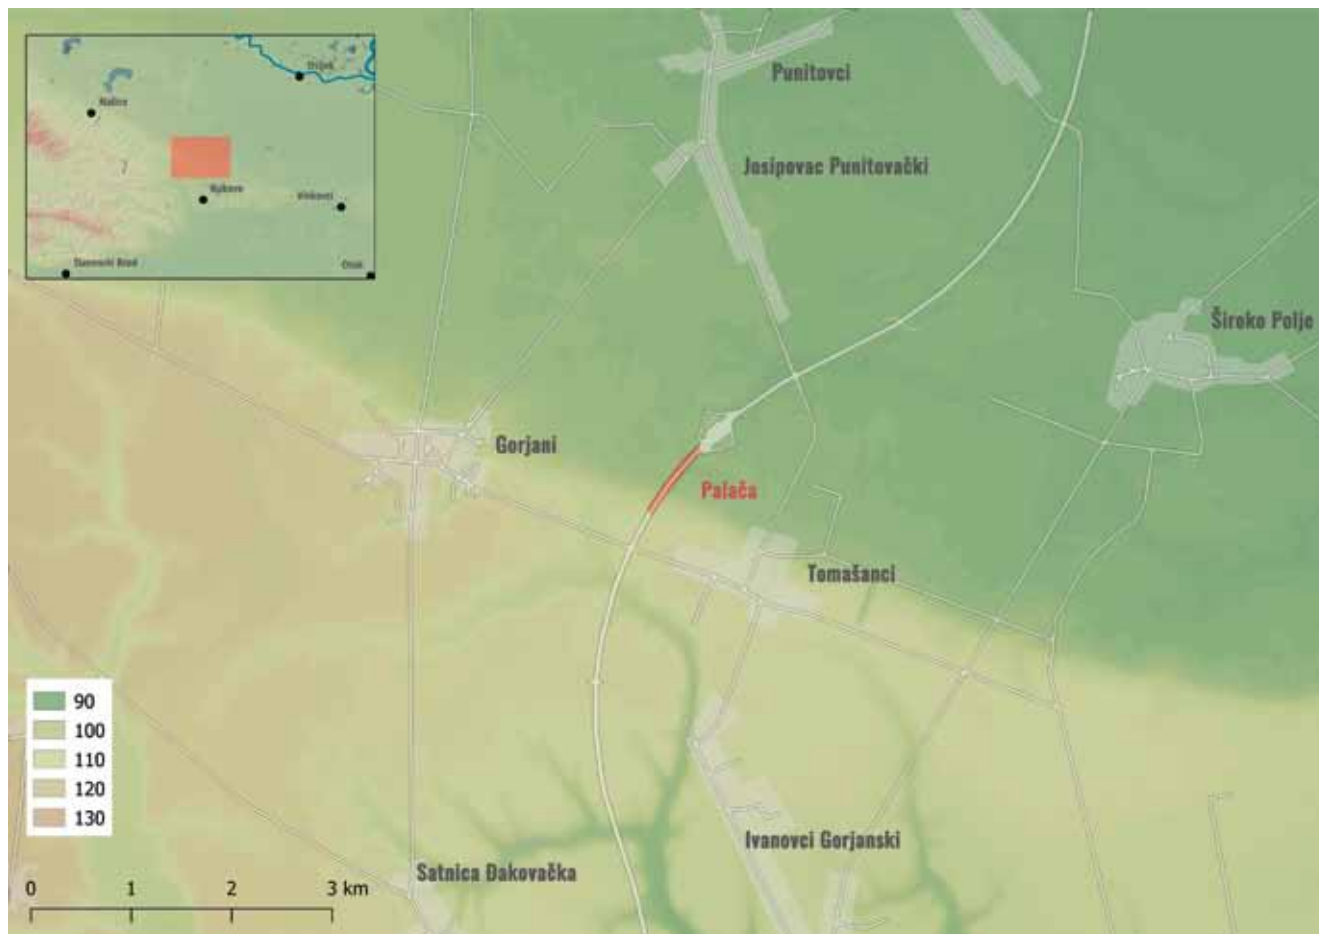 Osijek
Našice
Đakovo
Vinkovci
Slavonski Brod
Otok
Punitovci
Josipovac Punitovački
Široko Polje
Gorjani
Palača
Tomašanci
Ivanovci Gorjanski
Satnica Đakovačka
90
100
110
120
130
0 1 2 3 km